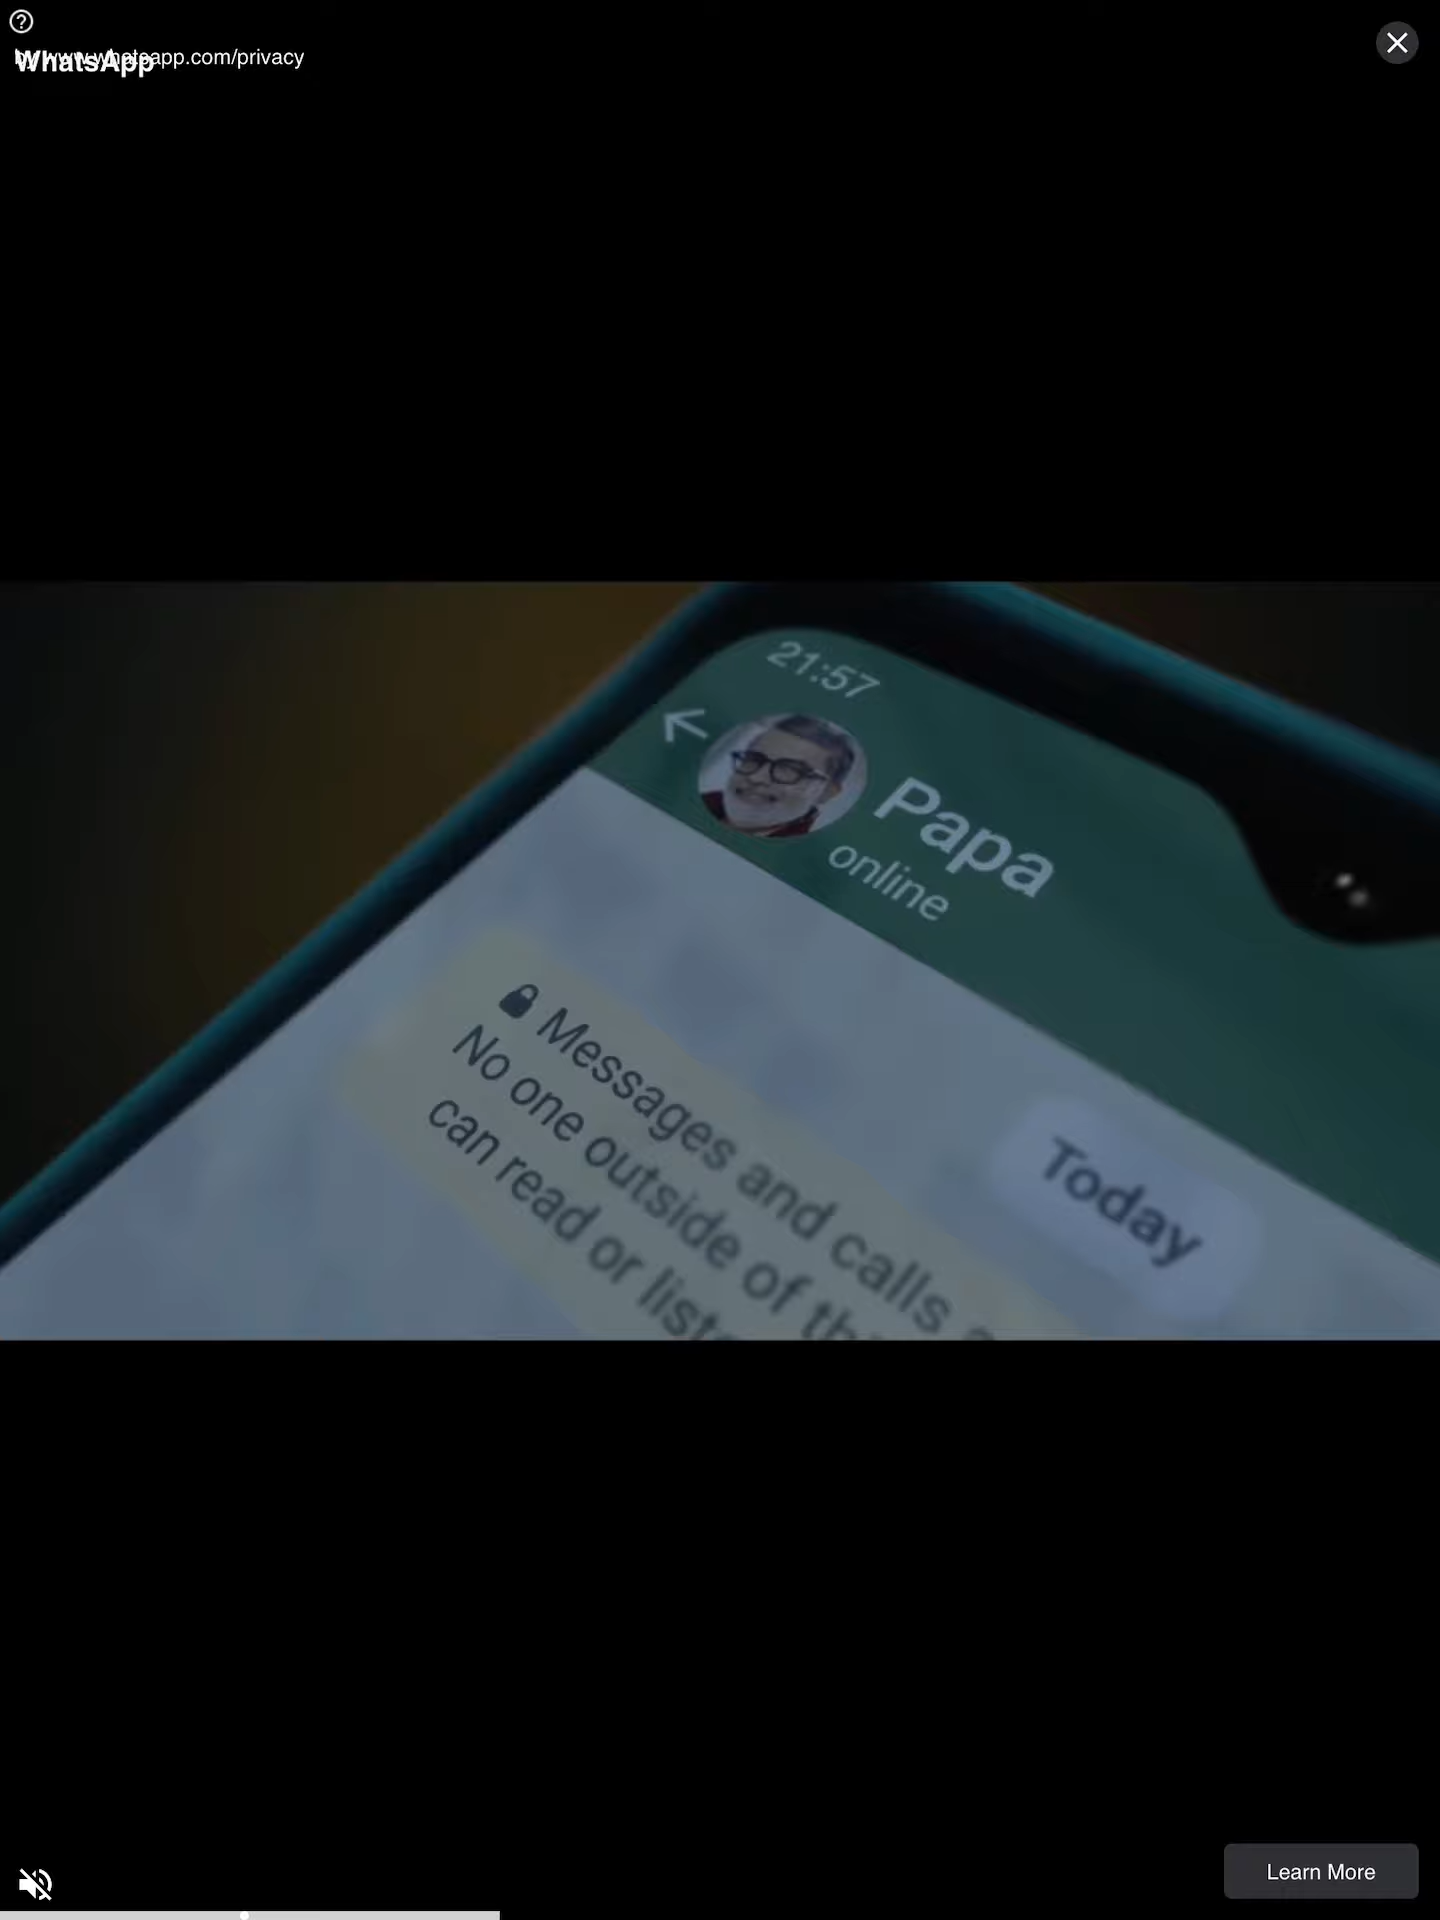 WhatsApp
www.whatsapp.com/privacy
21:57
Papa
online
Today
Messages and calls
No one outside of
can read or
Learn More